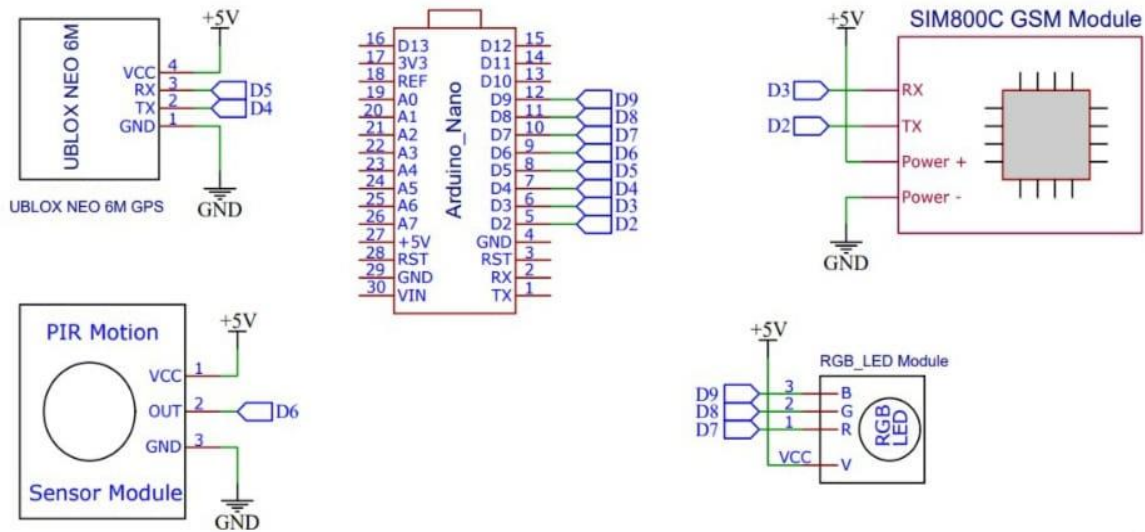 +5V
UBLOX NEO 6M
VCC 4
RX 3 D5
TX 2 D4
GND 1
GND
UBLOX NEO 6M GPS
Arduino_Nano
16 D13 D12 15
17 3V3 D11 14
18 REF D10 13
19 A0 D9 12 D9
20 A1 D8 11 D8
21 A2 D7 10 D7
22 A3 D6 9 D6
23 A4 D5 8 D5
24 A5 D4 7 D4
25 A6 D3 6 D3
26 A7 D2 5 D2
27 +5V GND 4
28 RST RST 3
29 GND RX 2
30 VIN TX 1
SIM800C GSM Module
+5V
D3 RX
D2 TX
Power +
Power -
GND
PIR Motion
+5V
VCC 1
OUT 2 D6
GND 3
Sensor Module
GND
+5V
RGB_LED Module
D9 3 B
D8 2 G
D7 1 R
VCC V
RGB
LED